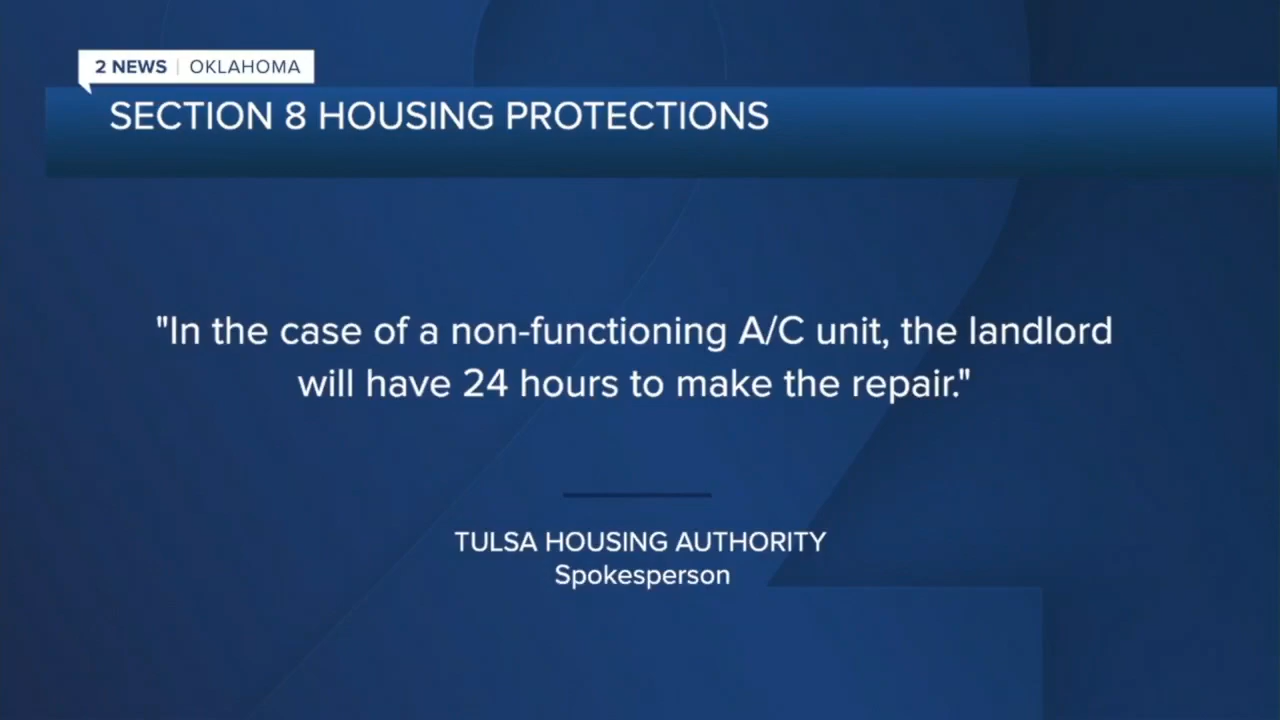 2 NEWS | OKLAHOMA
SECTION 8 HOUSING PROTECTIONS
"In the case of a non-functioning A/C unit, the landlord
will have 24 hours to make the repair."
TULSA HOUSING AUTHORITY
Spokesperson